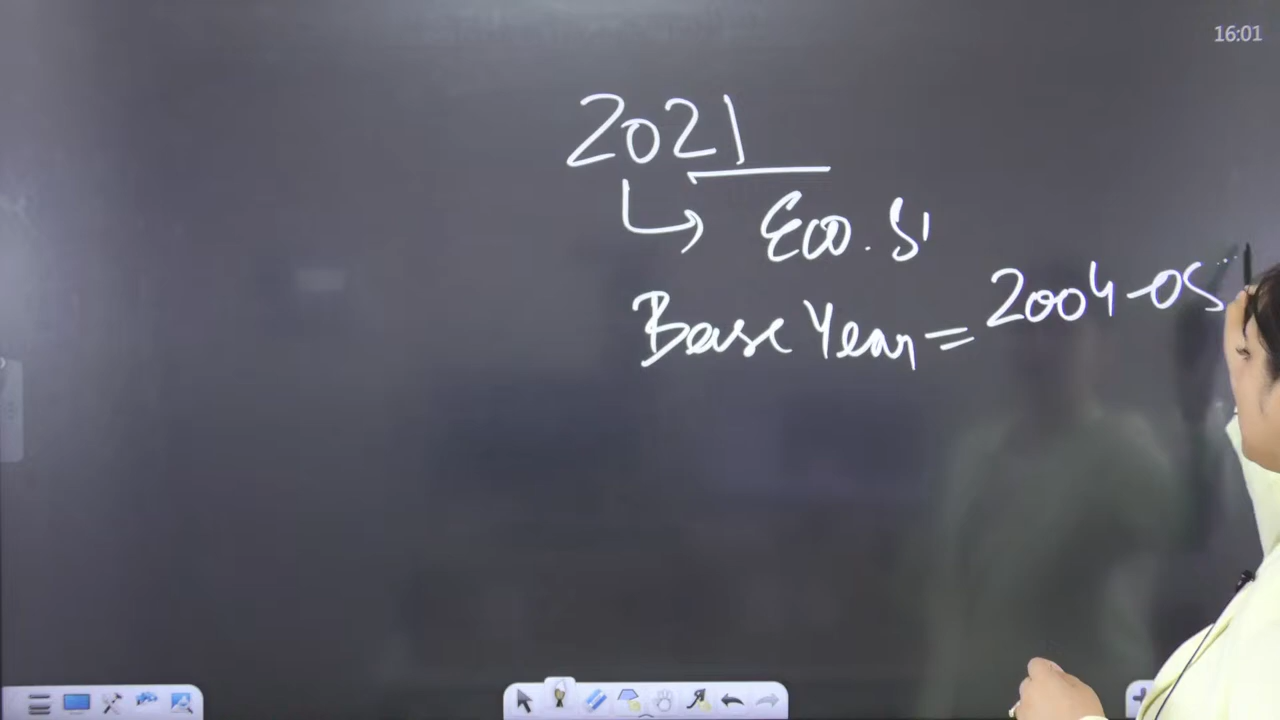 16:01
2021
↳ Eco. S
Base Year = 2004-05